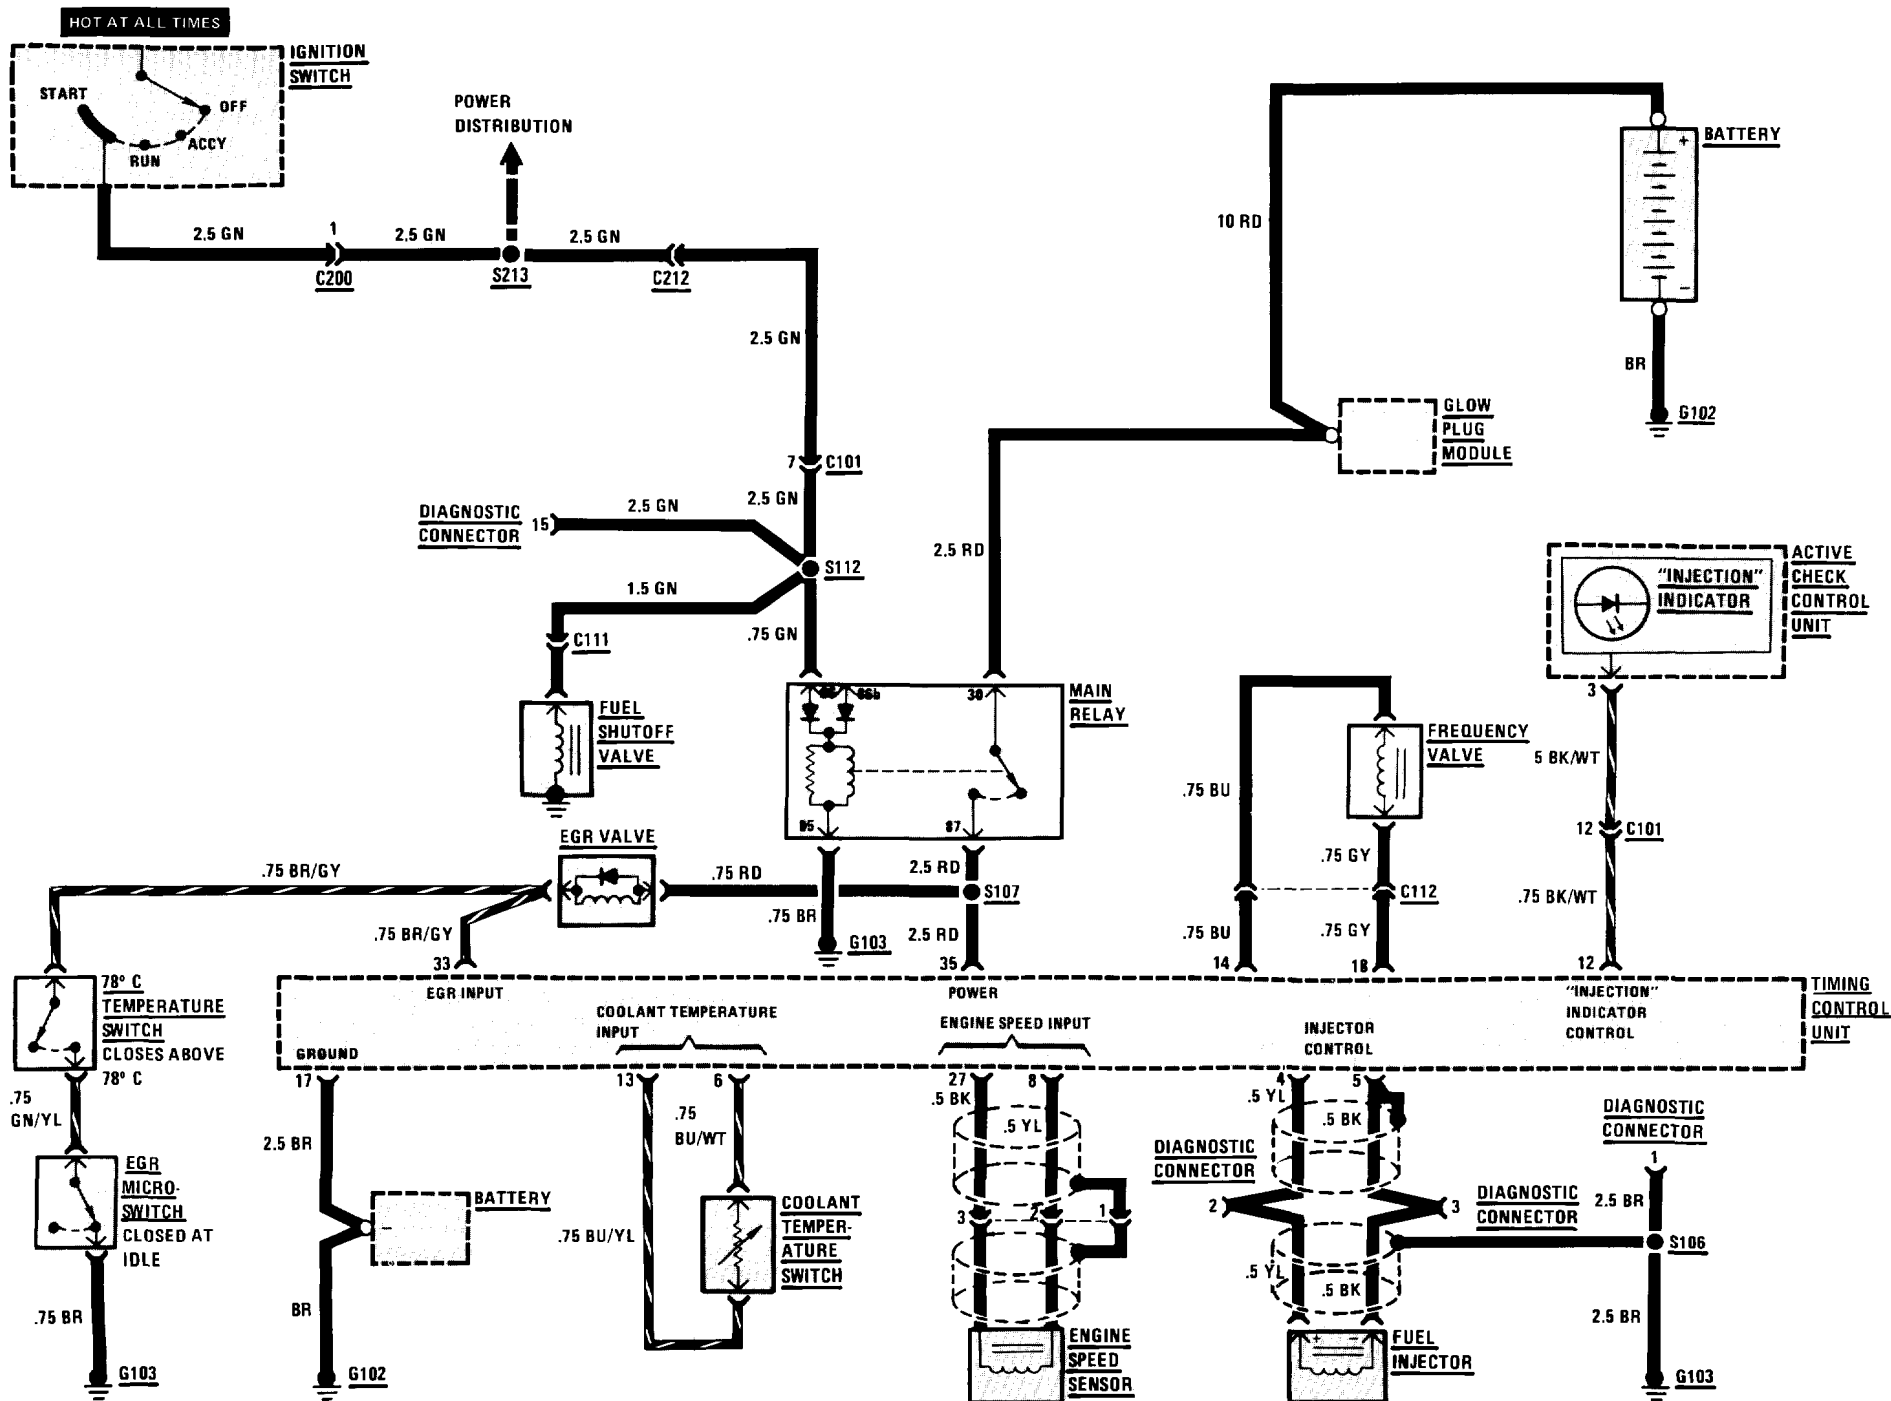 HOT AT ALL TIMES
IGNITION
SWITCH
START
OFF
ACCY
RUN
POWER
DISTRIBUTION
2.5 GN
1
C200
2.5 GN
S213
2.5 GN
C212
2.5 GN
10 RD
+
BATTERY
−
BR
G102
GLOW
PLUG
MODULE
7
C101
2.5 GN
DIAGNOSTIC
CONNECTOR
15
2.5 GN
S112
1.5 GN
.75 GN
C111
2.5 RD
FUEL
SHUTOFF
VALVE
86b
30
MAIN
RELAY
85
87
ACTIVE
CHECK
CONTROL
UNIT
"INJECTION"
INDICATOR
3
5 BK/WT
12
C101
.75 BK/WT
12
FREQUENCY
VALVE
.75 BU
.75 GY
C112
.75 BU
.75 GY
14
18
EGR VALVE
.75 BR/GY
.75 RD
2.5 RD
S107
.75 BR
G103
2.5 RD
35
.75 BR/GY
33
78° C
TEMPERATURE
SWITCH
CLOSES ABOVE
78° C
EGR INPUT
COOLANT TEMPERATURE
INPUT
POWER
ENGINE SPEED INPUT
INJECTOR
CONTROL
"INJECTION"
INDICATOR
CONTROL
TIMING
CONTROL
UNIT
GROUND
17
13
6
27
8
4
5
.75
GN/YL
EGR
MICRO-
SWITCH
CLOSED AT
IDLE
.75 BR
G103
2.5 BR
BATTERY
−
BR
G102
.75
BU/WT
.75 BU/YL
COOLANT
TEMPER-
ATURE
SWITCH
.5 BK
.5 YL
3
2
1
ENGINE
SPEED
SENSOR
.5 YL
.5 BK
DIAGNOSTIC
CONNECTOR
2
3
DIAGNOSTIC
CONNECTOR
.5 YL
.5 BK
+
−
FUEL
INJECTOR
DIAGNOSTIC
CONNECTOR
1
2.5 BR
S106
2.5 BR
G103